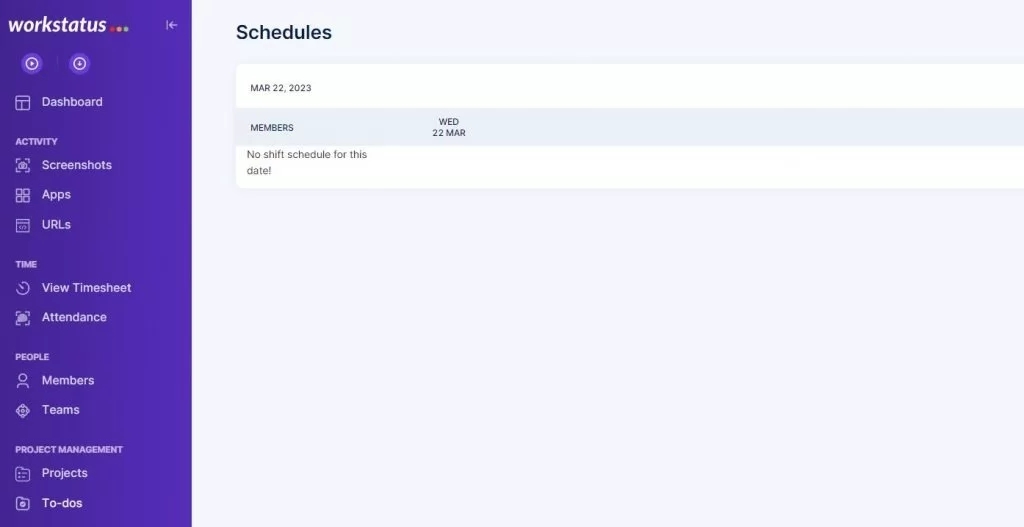 workstatus
Dashboard
ACTIVITY
Screenshots
Apps
URLs
TIME
View Timesheet
Attendance
PEOPLE
Members
Teams
PROJECT MANAGEMENT
Projects
To-dos
Schedules
MAR 22, 2023
MEMBERS
WED
22 MAR
No shift schedule for this
date!